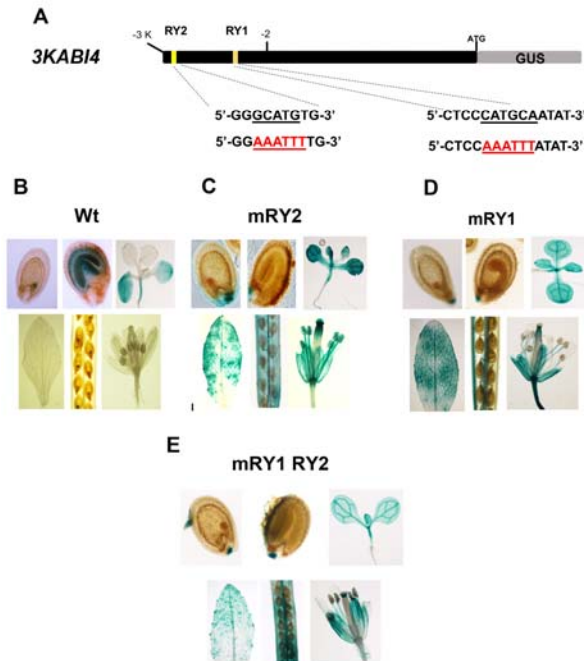 A
RY2 RY1
-3 K -2 ATG
3KABI4 GUS
5'-GGGCATGTG-3' 5'-CTCCCATGCAATAT-3'
5'-GGAAATTTTG-3' 5'-CTCCAAATTTATAT-3'
B C D
Wt mRY2 mRY1
E
mRY1 RY2